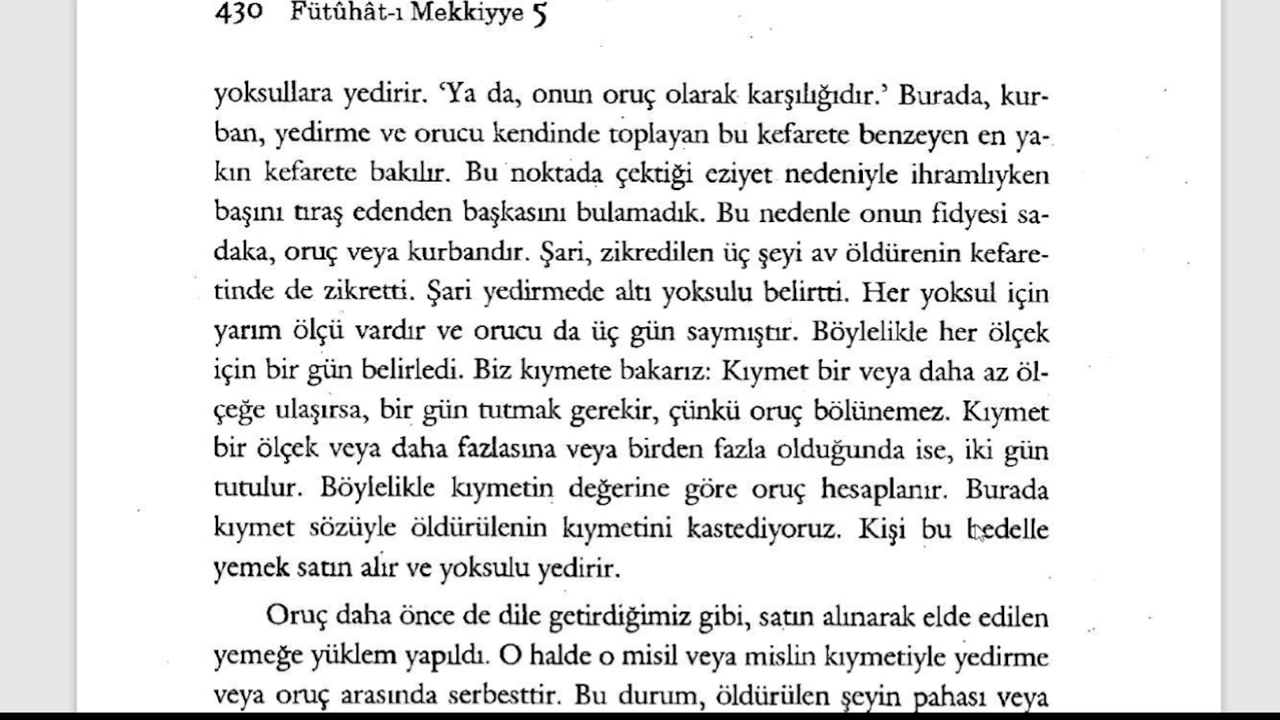 430 Fütûhât-ı Mekkiyye 5
yoksullara yedirir. ‘Ya da, onun oruç olarak karşılığıdır.’ Burada, kur-
ban, yedirme ve orucu kendinde toplayan bu kefarete benzeyen en ya-
kın kefarete bakılır. Bu noktada çektiği eziyet nedeniyle ihramlıyken
başını tıraş edenden başkasını bulamadık. Bu nedenle onun fidyesi sa-
daka, oruç veya kurbandır. Şari, zikredilen üç şeyi av öldürenin kefare-
tinde de zikretti. Şari yedirmede altı yoksulu belirtti. Her yoksul için
yarım ölçü vardır ve orucu da üç gün saymıştır. Böylelikle her ölçek
için bir gün belirledi. Biz kıymete bakarız: Kıymet bir veya daha az öl-
çeğe ulaşırsa, bir gün tutmak gerekir, çünkü oruç bölünemez. Kıymet
bir ölçek veya daha fazlasına veya birden fazla olduğunda ise, iki gün
tutulur. Böylelikle kıymetin değerine göre oruç hesaplanır. Burada
kıymet sözüyle öldürülenin kıymetini kastediyoruz. Kişi bu bedelle
yemek satın alır ve yoksulu yedirir.
Oruç daha önce de dile getirdiğimiz gibi, satın alınarak elde edilen
yemeğe yüklem yapıldı. O halde o misil veya mislin kıymetiyle yedirme
veya oruç arasında serbesttir. Bu durum, öldürülen şeyin pahası veya